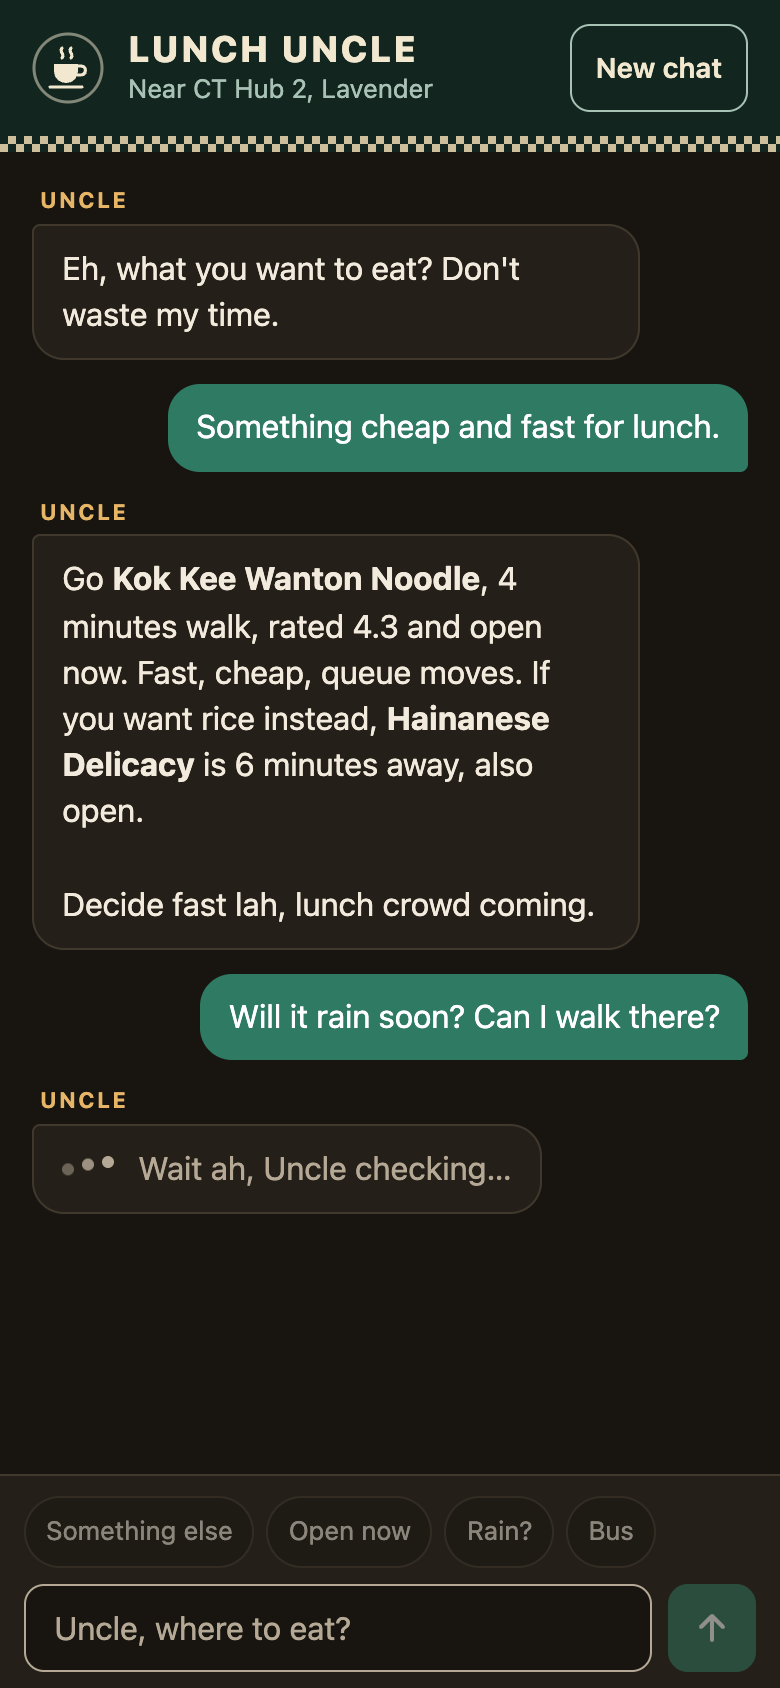 LUNCH UNCLE
Near CT Hub 2, Lavender
New chat
UNCLE
Eh, what you want to eat? Don't
waste my time.
Something cheap and fast for lunch.
UNCLE
Go Kok Kee Wanton Noodle, 4
minutes walk, rated 4.3 and open
now. Fast, cheap, queue moves. If
you want rice instead, Hainanese
Delicacy is 6 minutes away, also
open.
Decide fast lah, lunch crowd coming.
Will it rain soon? Can I walk there?
UNCLE
Wait ah, Uncle checking...
Something else
Open now
Rain?
Bus
Uncle, where to eat?